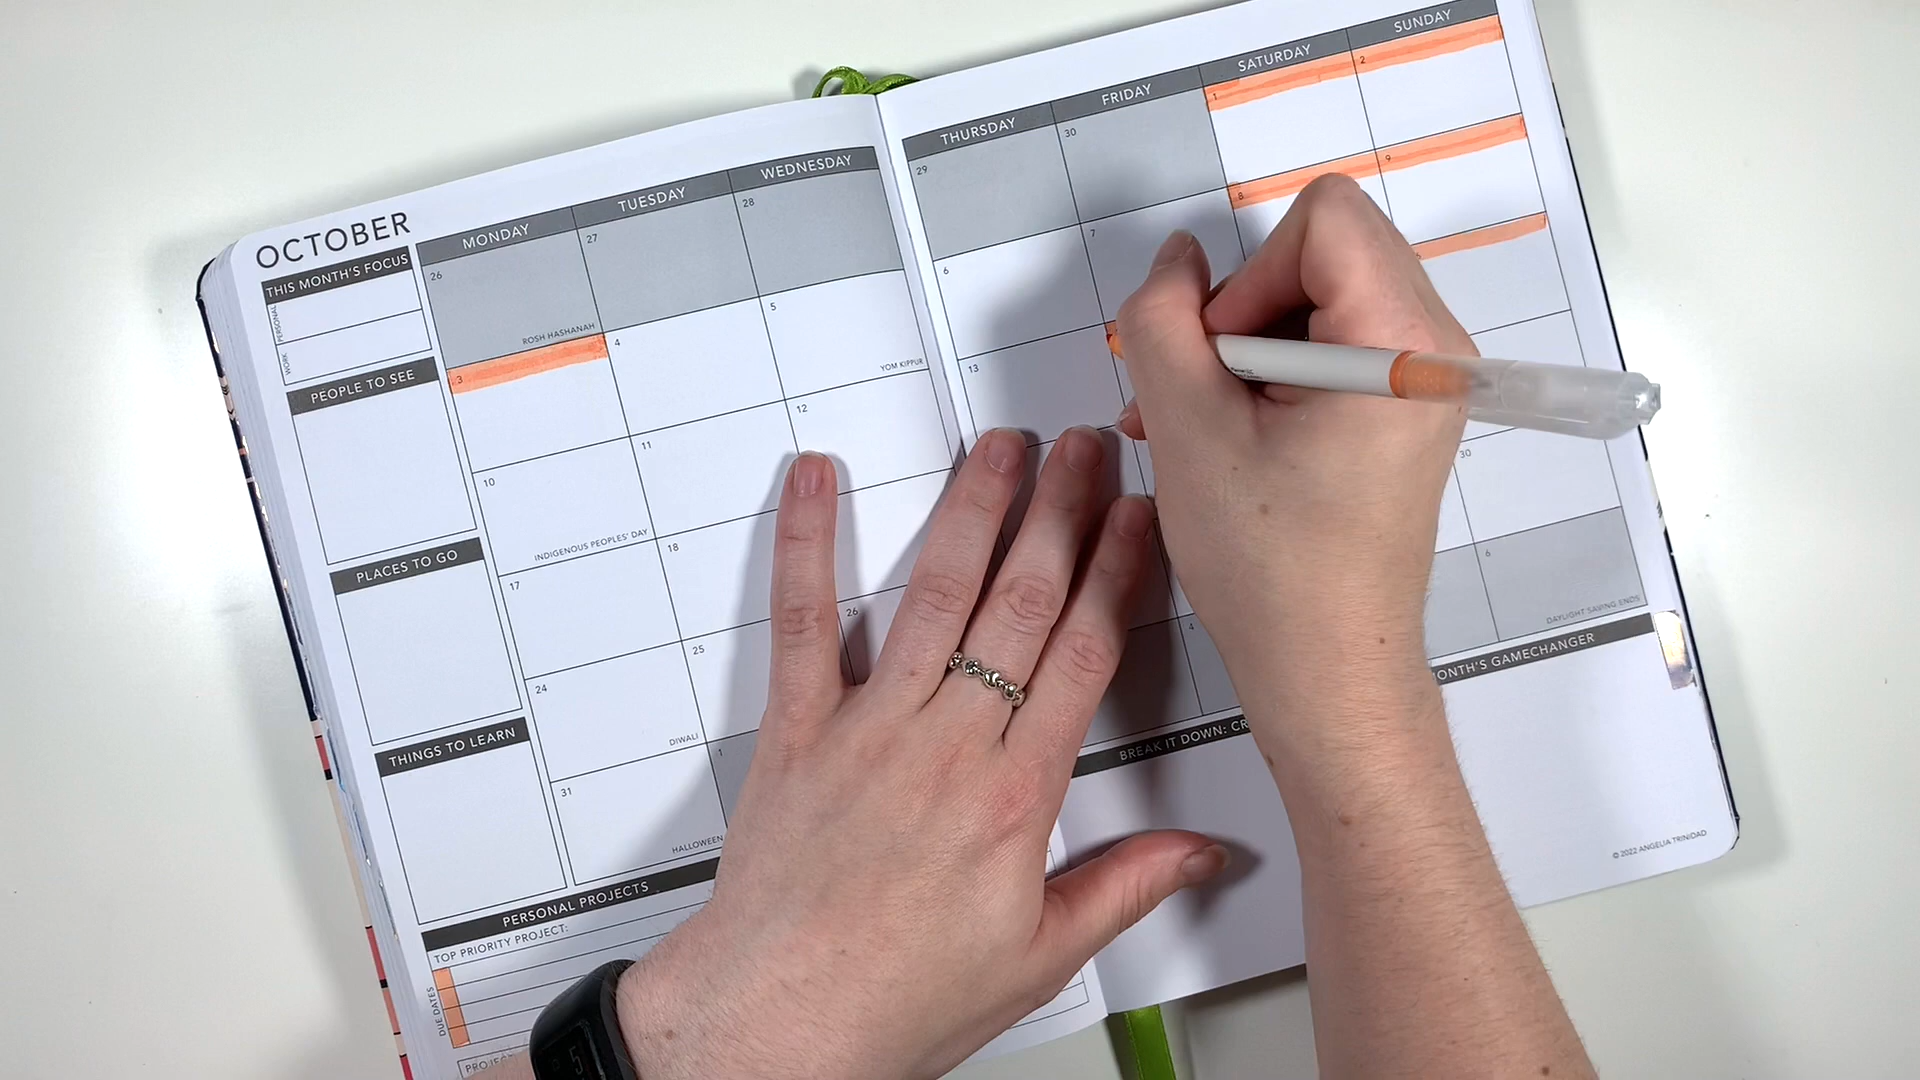 OCTOBER
MONDAY TUESDAY WEDNESDAY THURSDAY FRIDAY SATURDAY SUNDAY
THIS MONTH'S FOCUS
PERSONAL
WORK
PEOPLE TO SEE
PLACES TO GO
THINGS TO LEARN
26 27 28 29 30 1 2
ROSH HASHANAH
3 4 5 6 7 8 9
YOM KIPPUR
10 11 12 13
INDIGENOUS PEOPLES' DAY
17 18
24 25 26 30
DIWALI
31 1 4 6
HALLOWEEN
DAYLIGHT SAVING ENDS
PERSONAL PROJECTS
TOP PRIORITY PROJECT:
DUE DATES
BREAK IT DOWN:
GAMECHANGER
© 2022 ANGELIA TRINIDAD